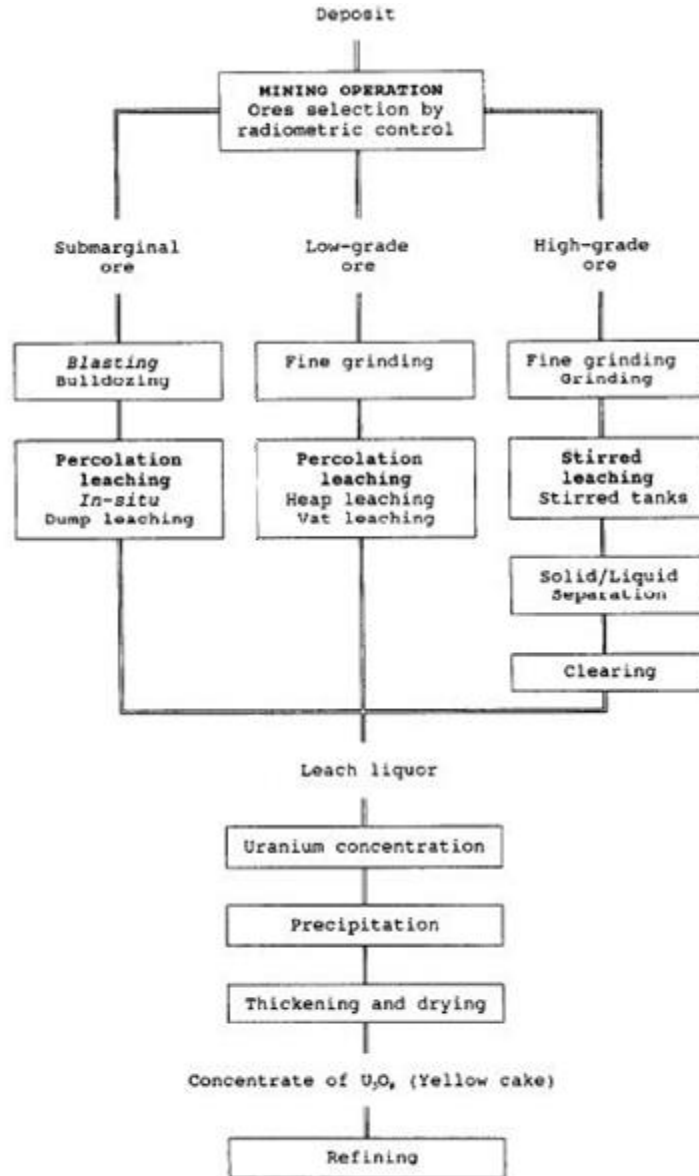 Deposit
MINING OPERATION
Ores selection by
radiometric control
Submarginal
ore
Low-grade
ore
High-grade
ore
Blasting
Bulldozing
Fine grinding
Fine grinding
Grinding
Percolation
leaching
In-situ
Dump leaching
Percolation
leaching
Heap leaching
Vat leaching
Stirred
leaching
Stirred tanks
Solid/Liquid
Separation
Clearing
Leach liquor
Uranium concentration
Precipitation
Thickening and drying
Concentrate of U₃O₈ (Yellow cake)
Refining